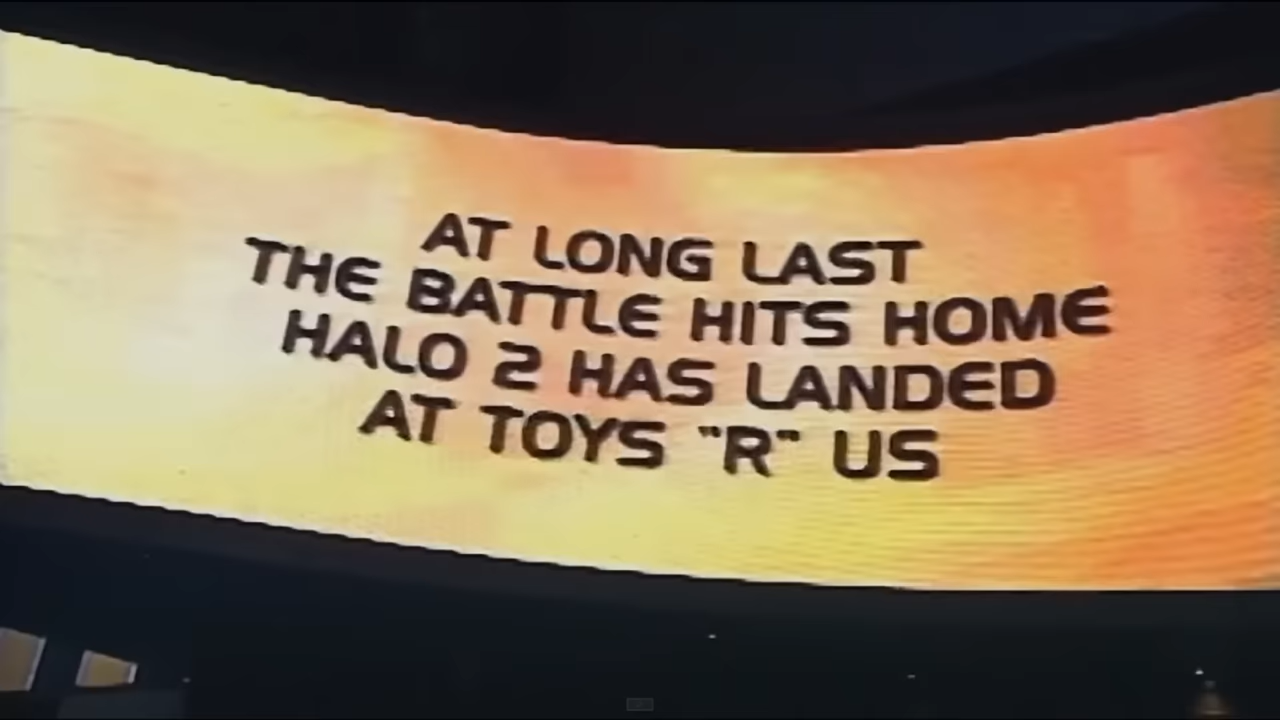 AT LONG LAST
THE BATTLE HITS HOME
HALO 2 HAS LANDED
AT TOYS "R" US